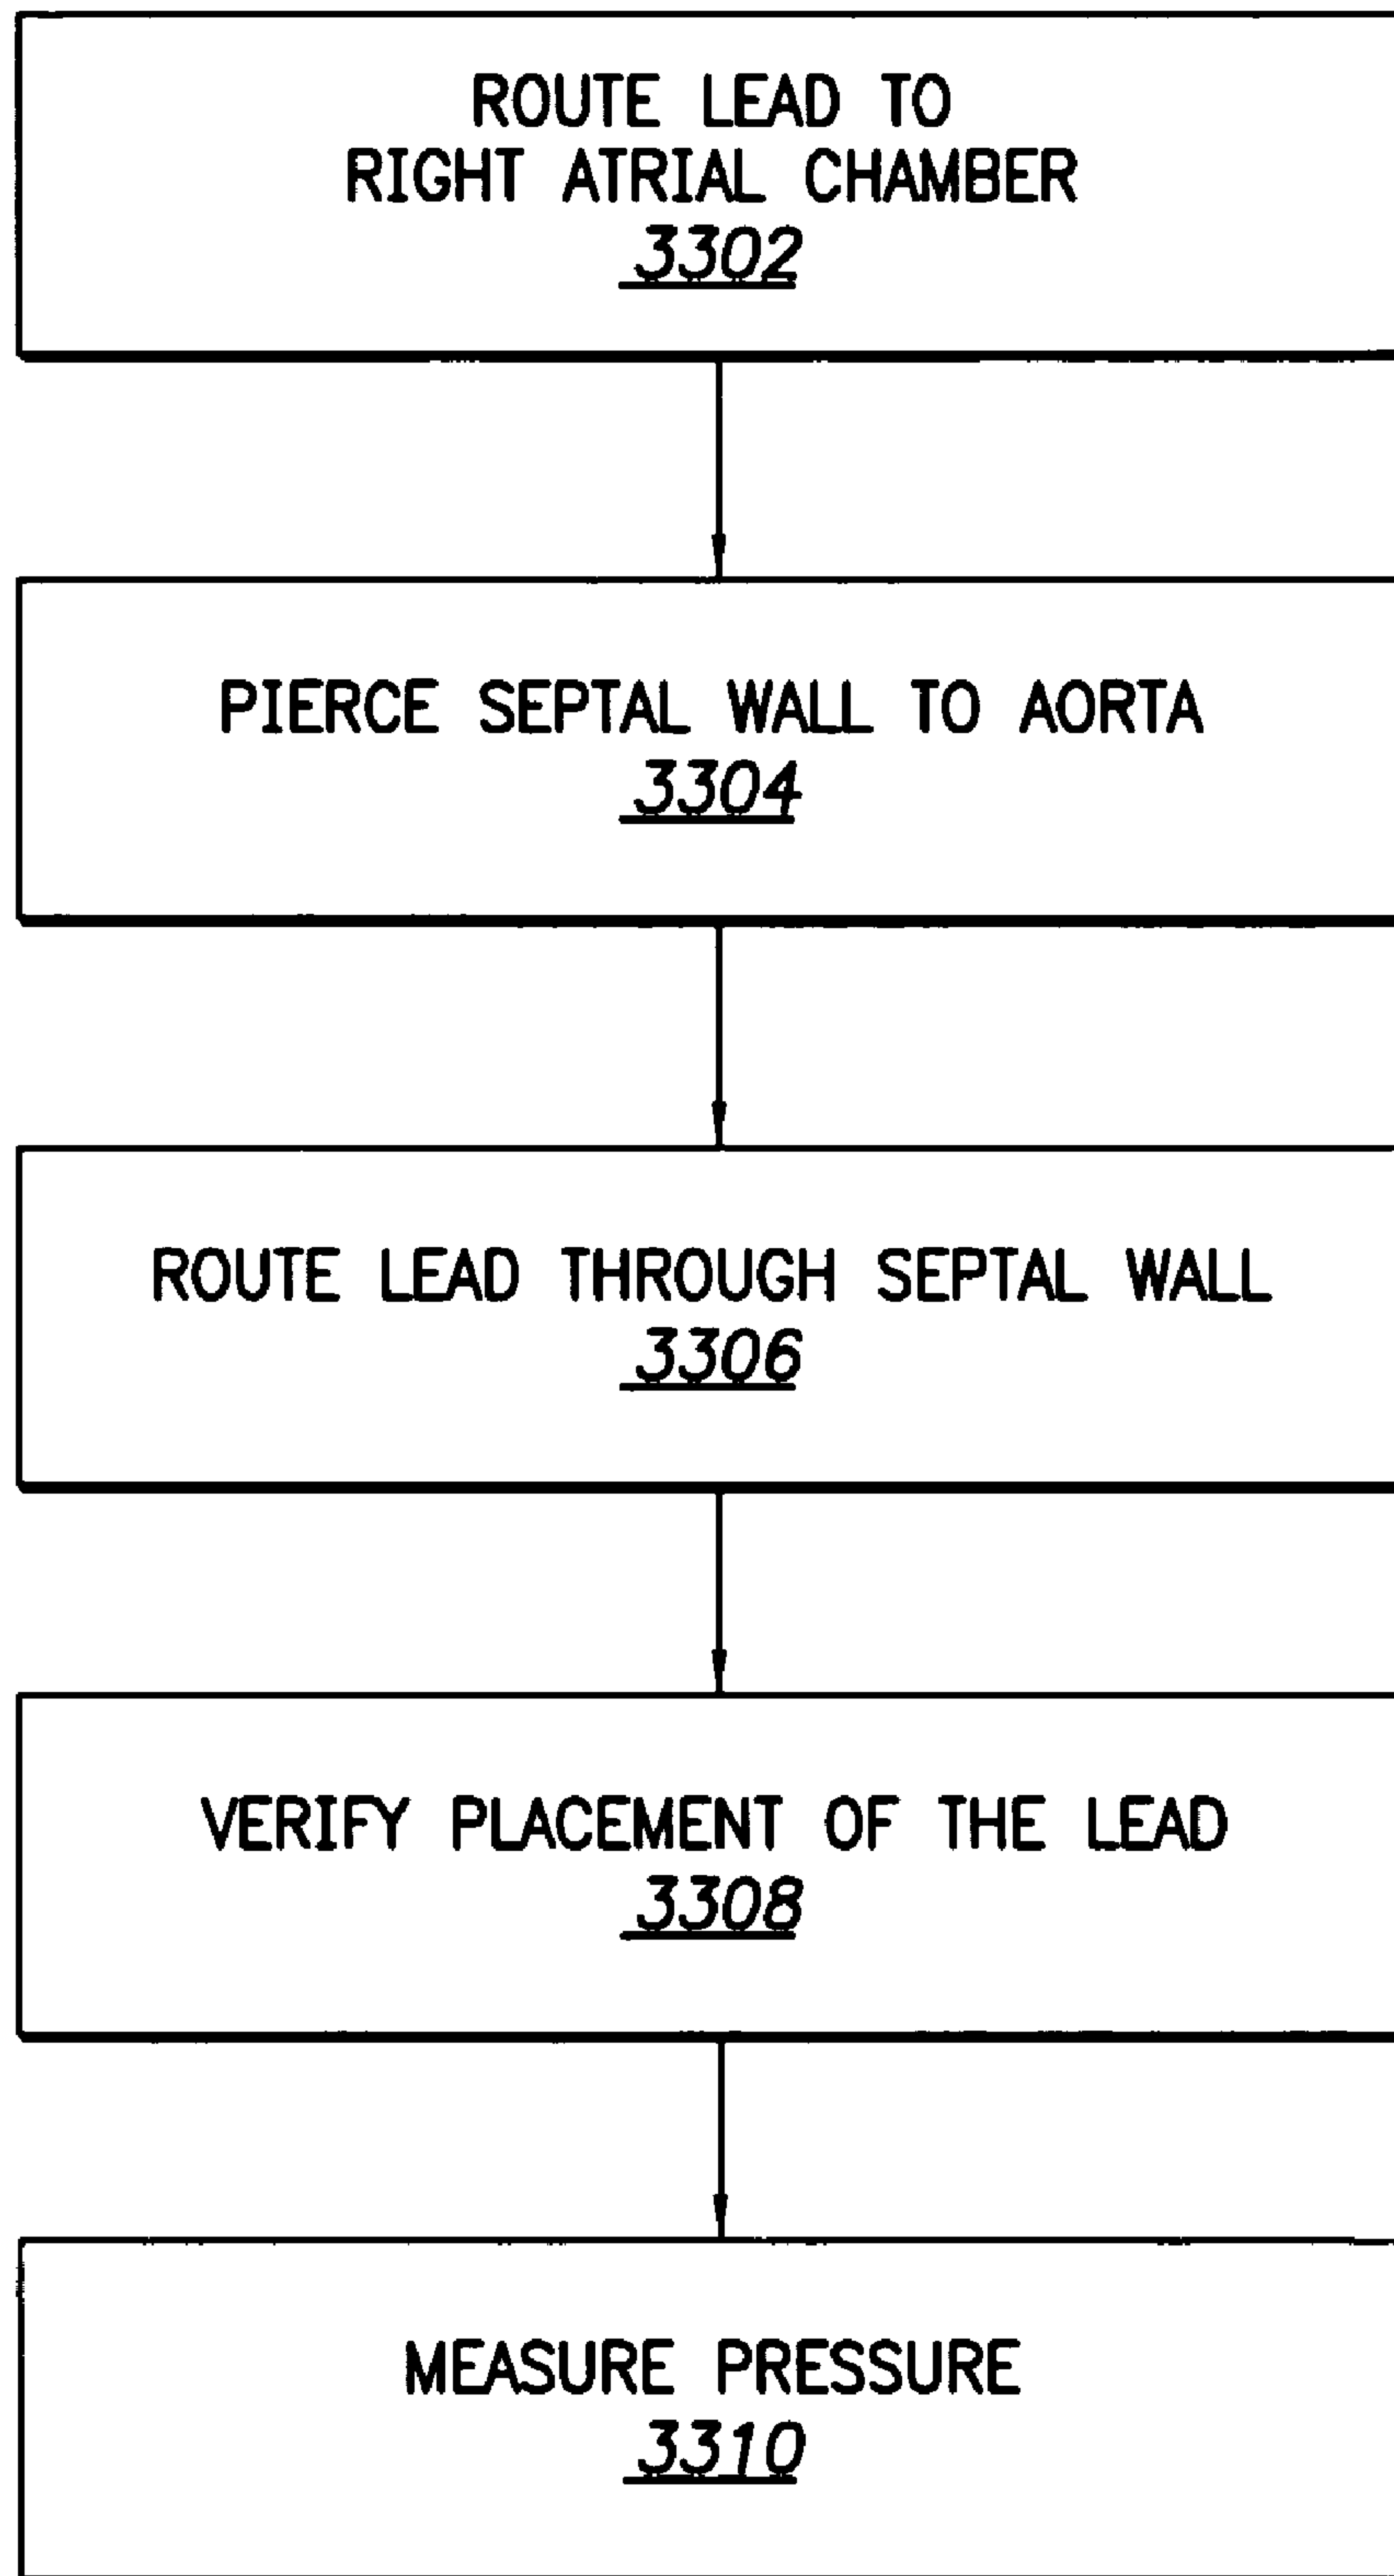 ROUTE LEAD TO
RIGHT ATRIAL CHAMBER
3302
PIERCE SEPTAL WALL TO AORTA
3304
ROUTE LEAD THROUGH SEPTAL WALL
3306
VERIFY PLACEMENT OF THE LEAD
3308
MEASURE PRESSURE
3310